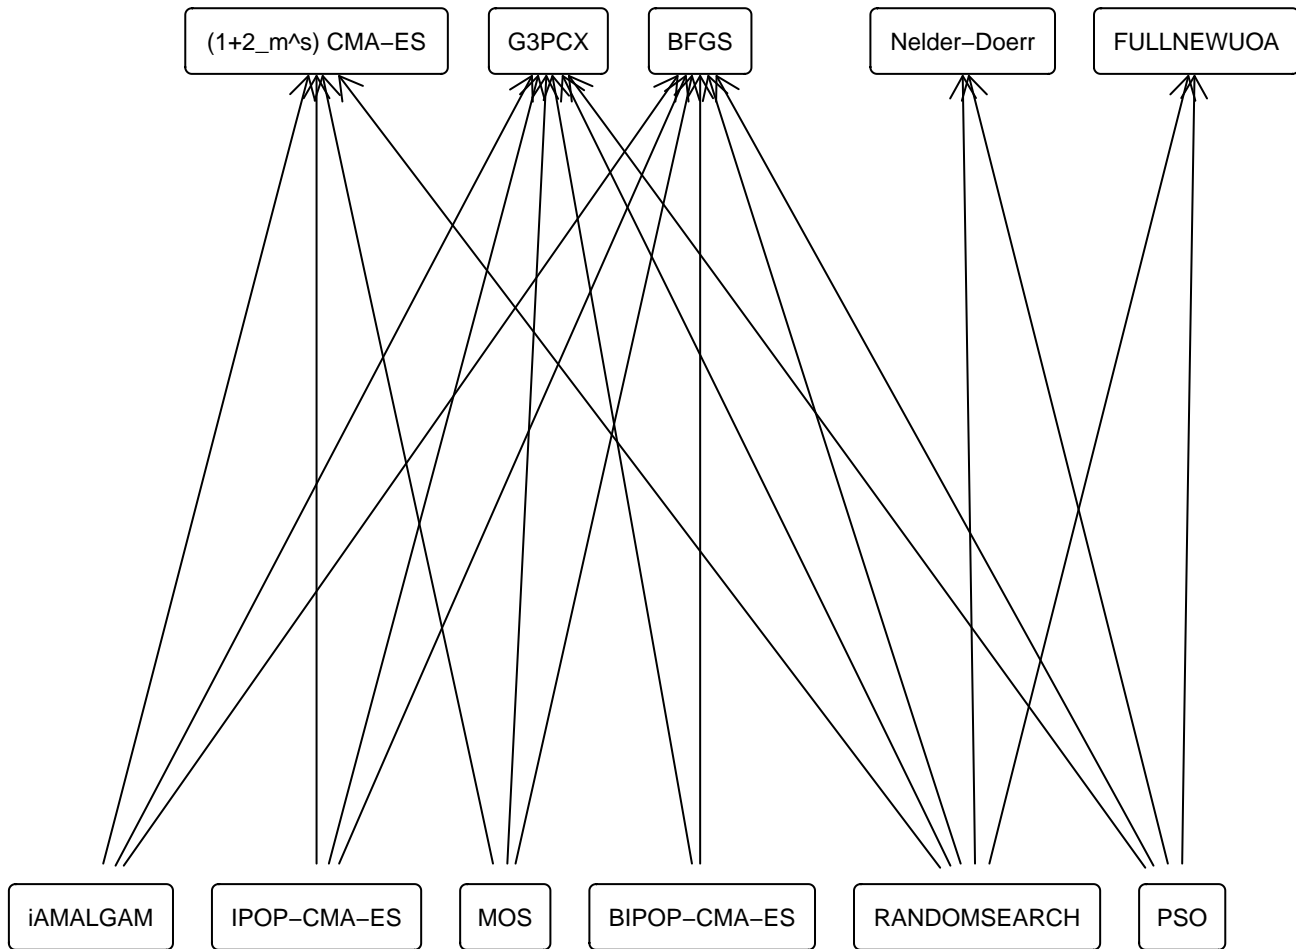 (1+2_m^s) CMA−ES
G3PCX
BFGS
Nelder−Doerr
FULLNEWUOA
iAMALGAM
IPOP−CMA−ES
MOS
BIPOP−CMA−ES
RANDOMSEARCH
PSO